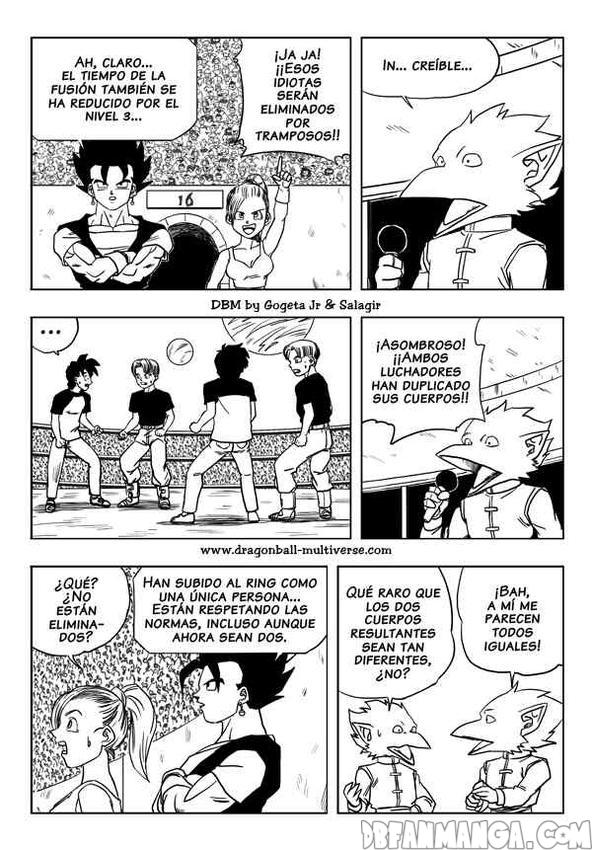 AH, CLARO...
EL TIEMPO DE LA
FUSIÓN TAMBIÉN SE
HA REDUCIDO POR EL
NIVEL 3...
¡JA JA!
¡¡ESOS
IDIOTAS
SERÁN
ELIMINADOS
POR
TRAMPOSOS!!
16
IN... CREÍBLE...
DBM by Gogeta Jr & Salagir
...
¡ASOMBROSO!
¡¡AMBOS
LUCHADORES
HAN DUPLICADO
SUS CUERPOS!!
www.dragonball-multiverse.com
¿QUÉ?
¿NO
ESTÁN
ELIMINA-
DOS?
HAN SUBIDO AL RING COMO
UNA ÚNICA PERSONA...
ESTÁN RESPETANDO LAS
NORMAS, INCLUSO AUNQUE
AHORA SEAN DOS.
QUÉ RARO QUE
LOS DOS
CUERPOS
RESULTANTES
SEAN TAN
DIFERENTES,
¿NO?
¡BAH,
A MÍ ME
PARECEN
TODOS
IGUALES!
DBFANMANGA.COM